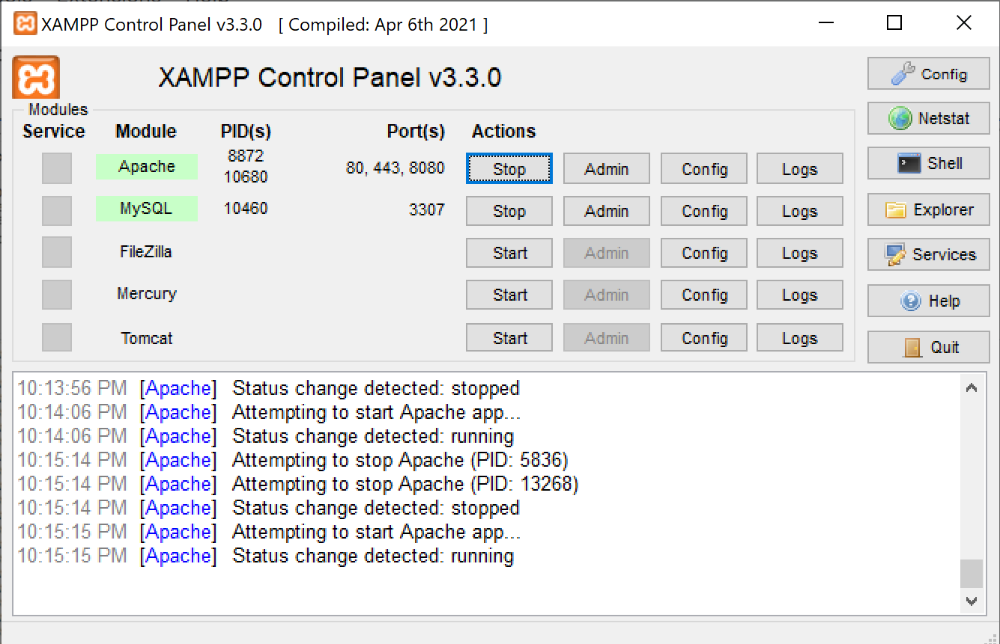 XAMPP Control Panel v3.3.0 [ Compiled: Apr 6th 2021 ]
XAMPP Control Panel v3.3.0
Config
Modules
Netstat
Service Module PID(s) Port(s) Actions
Apache 8872 10680 80, 443, 8080 Stop Admin Config Logs
Shell
MySQL 10460 3307 Stop Admin Config Logs
Explorer
FileZilla Start Admin Config Logs
Services
Mercury Start Admin Config Logs
Help
Tomcat Start Admin Config Logs
Quit
10:13:56 PM [Apache] Status change detected: stopped
10:14:06 PM [Apache] Attempting to start Apache app...
10:14:06 PM [Apache] Status change detected: running
10:15:14 PM [Apache] Attempting to stop Apache (PID: 5836)
10:15:14 PM [Apache] Attempting to stop Apache (PID: 13268)
10:15:14 PM [Apache] Status change detected: stopped
10:15:15 PM [Apache] Attempting to start Apache app...
10:15:15 PM [Apache] Status change detected: running